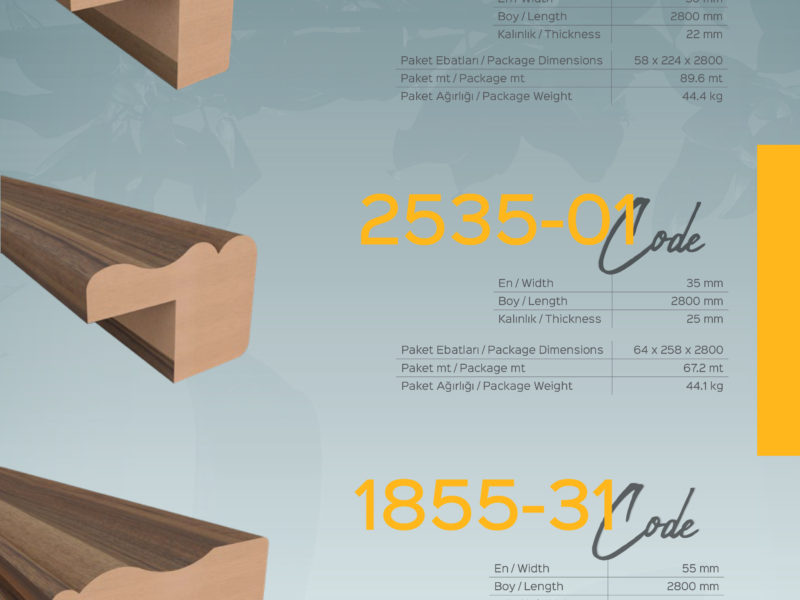 Boy / Length 2800 mm
Kalınlık / Thickness 22 mm
Paket Ebatları / Package Dimensions 58 x 224 x 2800
Paket mt / Package mt 89.6 mt
Paket Ağırlığı / Package Weight 44.4 kg
2535-01 Code
En / Width 35 mm
Boy / Length 2800 mm
Kalınlık / Thickness 25 mm
Paket Ebatları / Package Dimensions 64 x 258 x 2800
Paket mt / Package mt 67.2 mt
Paket Ağırlığı / Package Weight 44.1 kg
1855-31 Code
En / Width 55 mm
Boy / Length 2800 mm